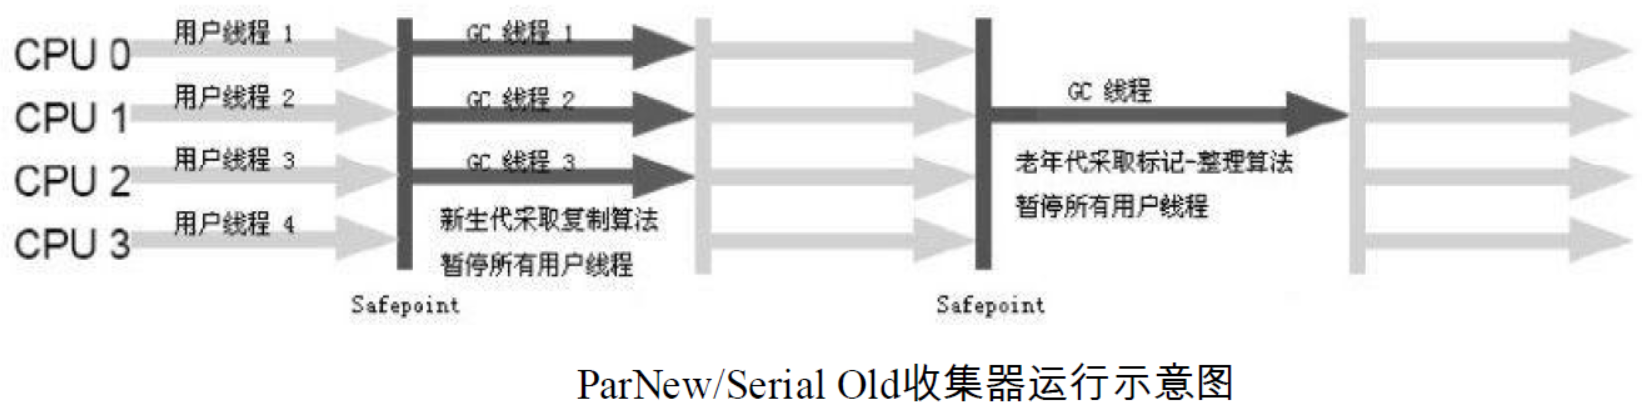 CPU 0
用户线程 1
GC 线程 1
CPU 1
用户线程 2
GC 线程 2
GC 线程
CPU 2
用户线程 3
GC 线程 3
老年代采取标记-整理算法
暂停所有用户线程
CPU 3
用户线程 4
新生代采取复制算法
暂停所有用户线程
Safepoint
Safepoint
ParNew/Serial Old收集器运行示意图